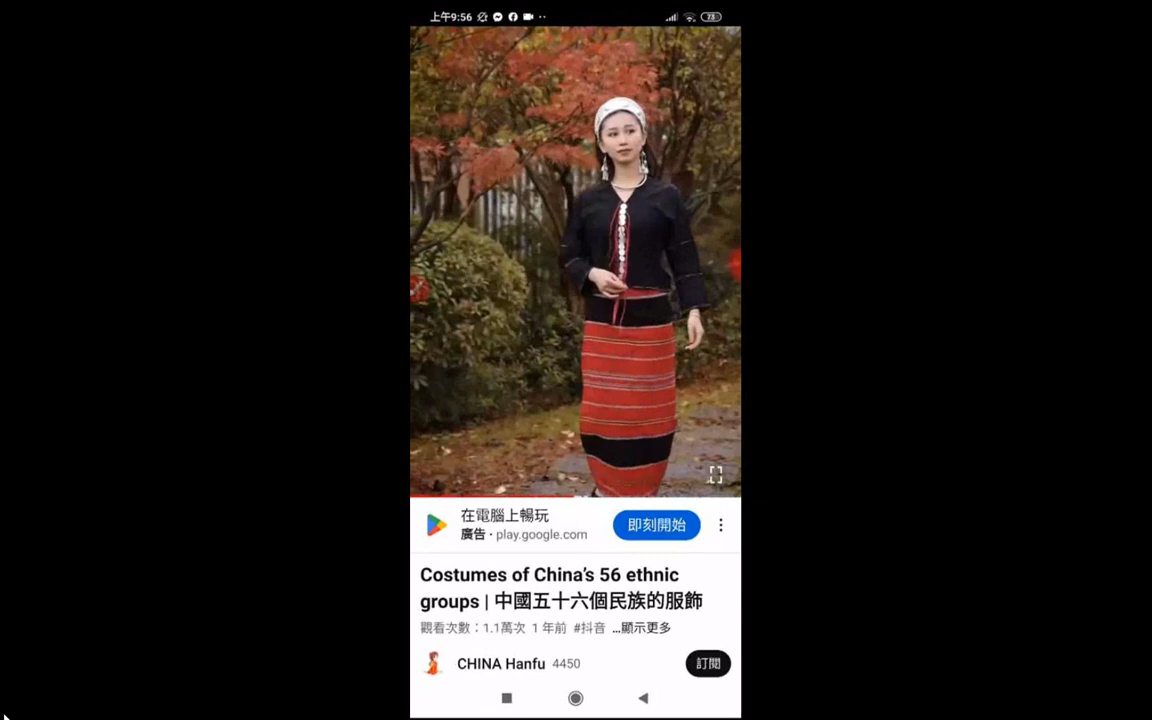 上午9:56
73
在電腦上暢玩
廣告 · play.google.com
即刻開始
Costumes of China's 56 ethnic
groups | 中國五十六個民族的服飾
觀看次數：1.1萬次 1 年前 #抖音 ...顯示更多
CHINA Hanfu 4450
訂閱